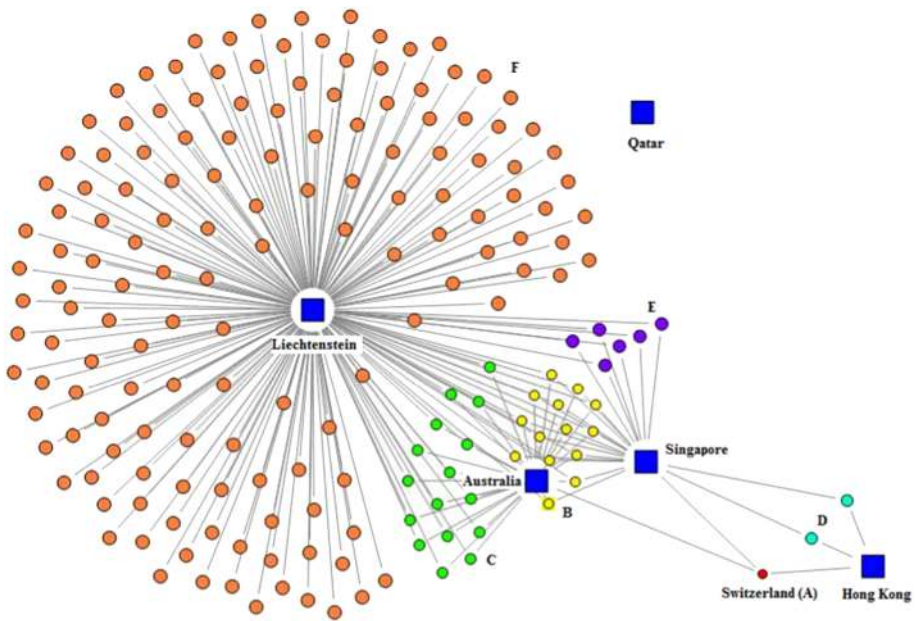 F
Qatar
E
Liechtenstein
Singapore
Australia
B
D
C
Switzerland (A)
Hong Kong